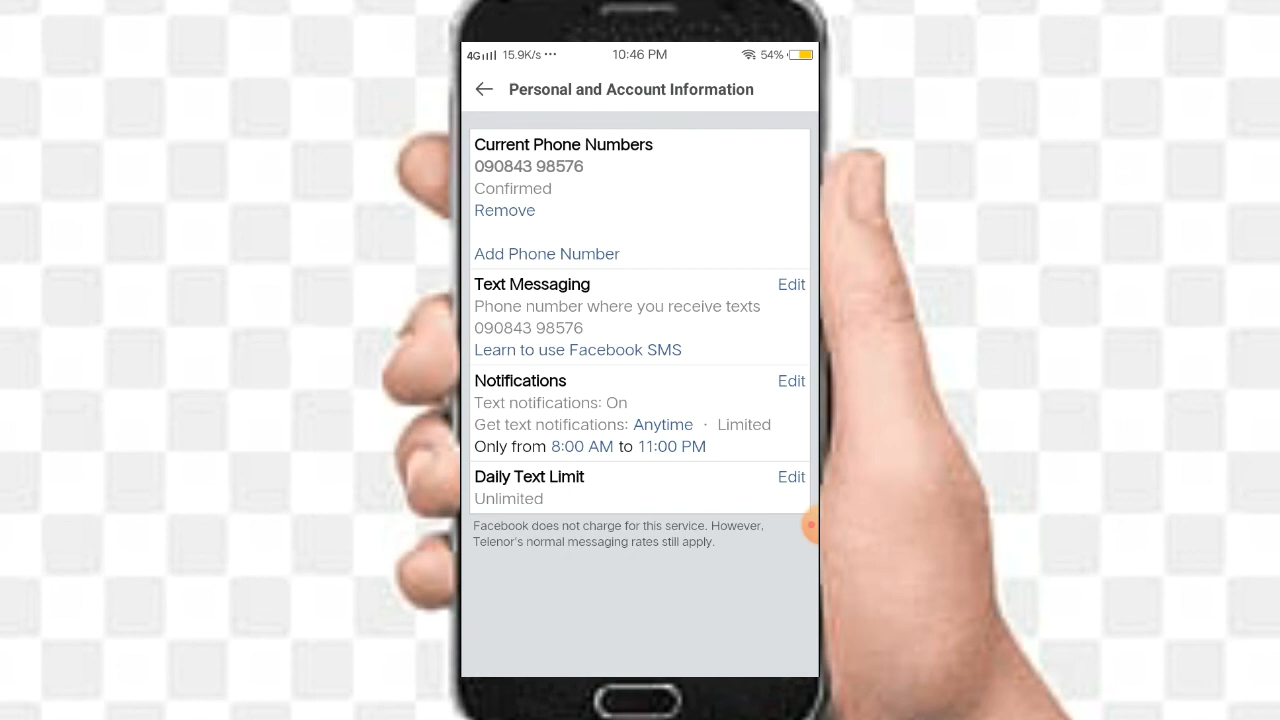 4G 15.9K/s ... 10:46 PM 54%
Personal and Account Information
Current Phone Numbers
090843 98576
Confirmed
Remove
Add Phone Number
Text Messaging Edit
Phone number where you receive texts
090843 98576
Learn to use Facebook SMS
Notifications Edit
Text notifications: On
Get text notifications: Anytime · Limited
Only from 8:00 AM to 11:00 PM
Daily Text Limit Edit
Unlimited
Facebook does not charge for this service. However,
Telenor's normal messaging rates still apply.